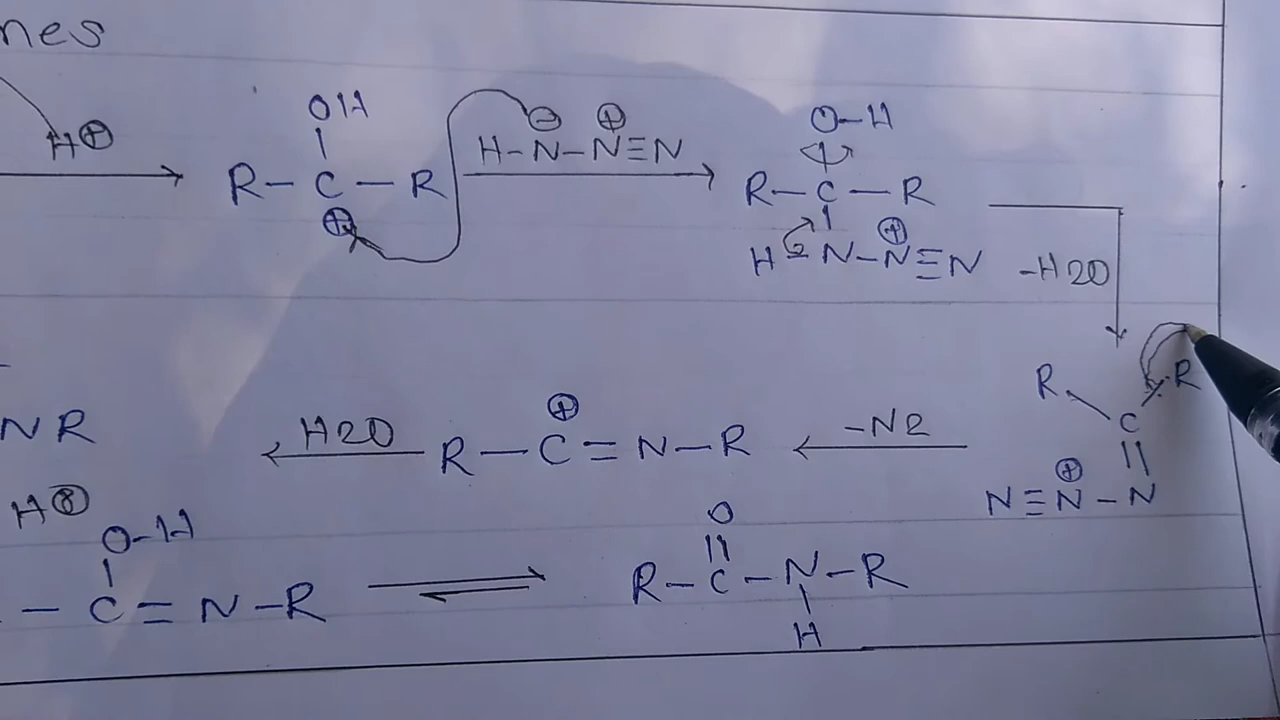 nes
OH
H⊕
R–C–R
⊕
⊖ ⊕
H–N–N≡N
O–H
R–C–R
⊕
H N–N≡N
–H2O
R R
C
⊕
N≡N–N
–N2
⊕
R–C=N–R
H2O
NR
H⊕
O–H
–C=N–R
O
R–C–N–R
H